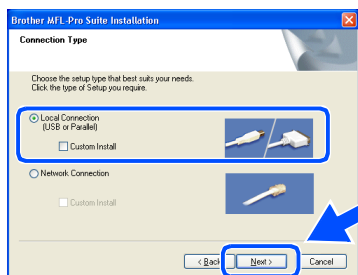 Brother MFL-Pro Suite Installation
Connection Type
Choose the setup type that best suits your needs.
Click the type of Setup you require.
Local Connection
(USB or Parallel)
Custom Install
Network Connection
Custom Install
< Back
Next >
Cancel